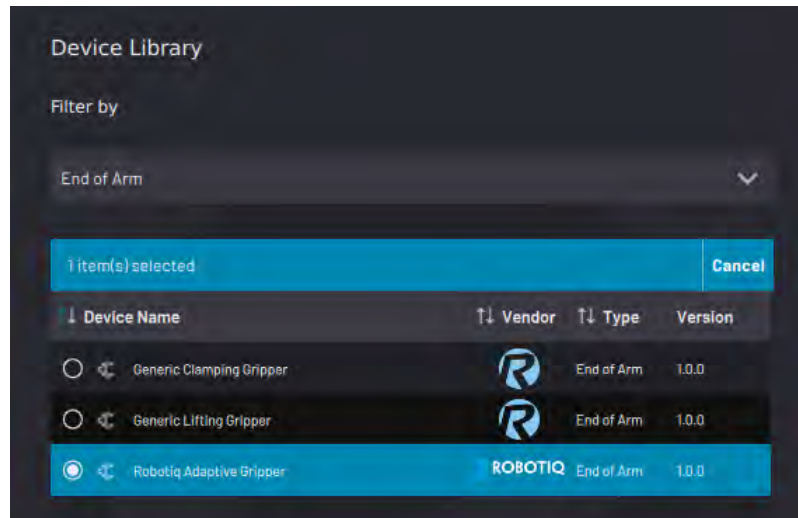 Device Library
Filter by
End of Arm
1 item(s) selected Cancel
Device Name Vendor Type Version
Generic Clamping Gripper R End of Arm 1.0.0
Generic Lifting Gripper R End of Arm 1.0.0
Robotiq Adaptive Gripper ROBOTIQ End of Arm 1.0.0